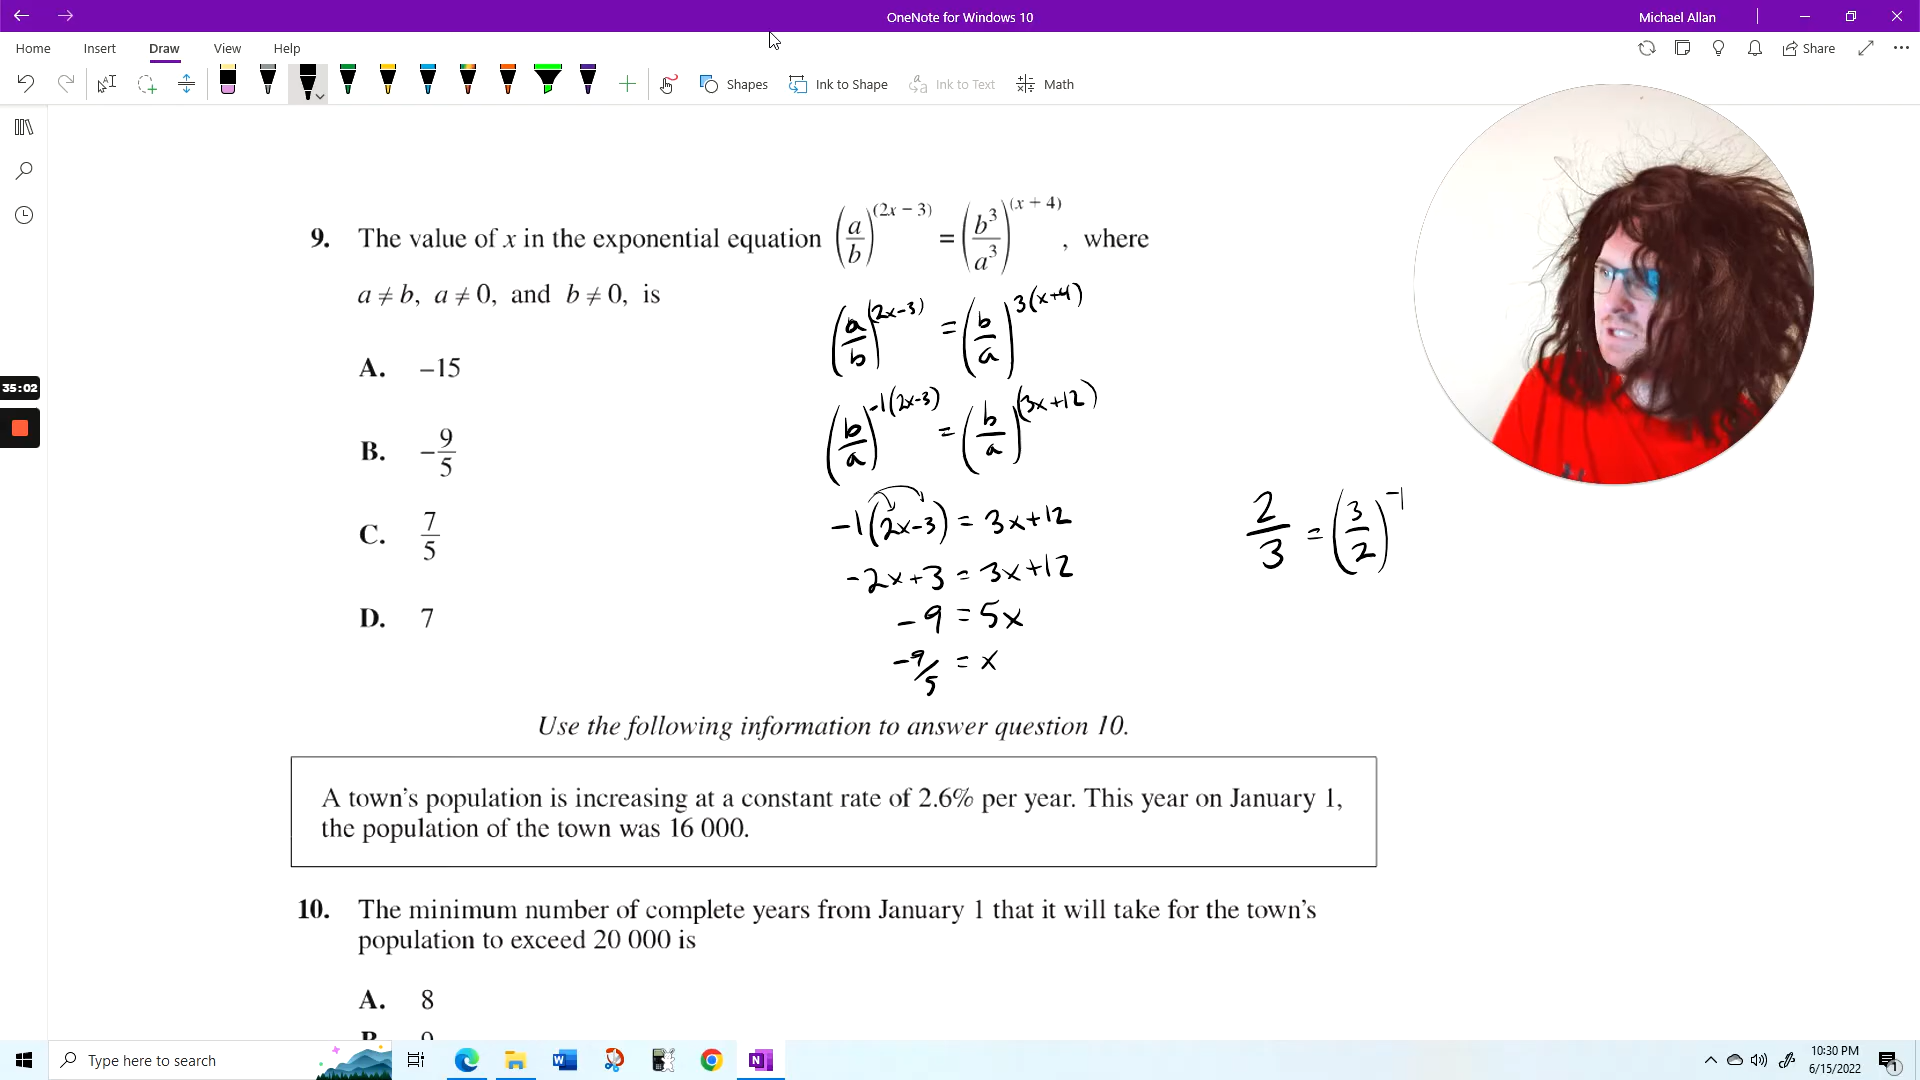 OneNote for Windows 10
Michael Allan
Home Insert Draw View Help
Share
Shapes Ink to Shape Ink to Text Math
9. The value of x in the exponential equation (a/b)^(2x − 3) = (b³/a³)^(x + 4), where
a ≠ b, a ≠ 0, and b ≠ 0, is
A. −15
B. −9/5
C. 7/5
D. 7
(a/b)^(2x−3) = (b/a)^3(x+4)
(b/a)^-1(2x−3) = (b/a)^(3x+12)
−1(2x−3) = 3x+12
−2x+3 = 3x+12
−9 = 5x
−9/5 = x
2/3 = (3/2)^−1
35:02
Use the following information to answer question 10.
A town's population is increasing at a constant rate of 2.6% per year. This year on January 1,
the population of the town was 16 000.
10. The minimum number of complete years from January 1 that it will take for the town's
population to exceed 20 000 is
A. 8
Type here to search
10:30 PM
6/15/2022
1